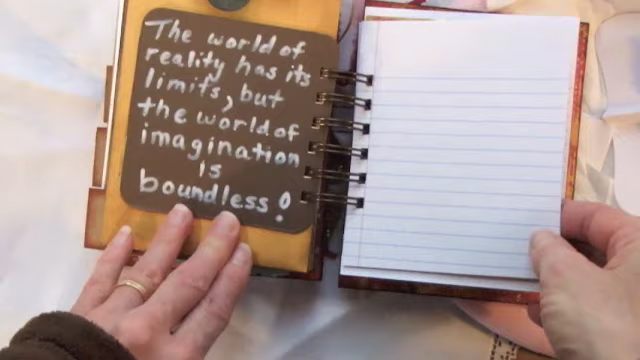 The world of
reality has its
limits, but
the world of
imagination
is
boundless!